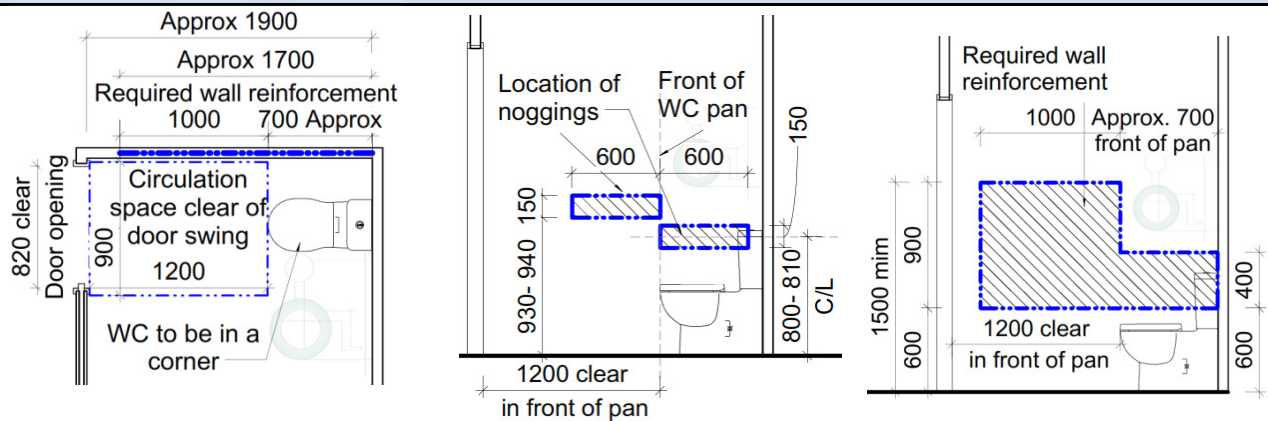 Approx 1900
Approx 1700
Required wall reinforcement
1000
700 Approx
Door opening
820 clear
900
Circulation
space clear of
door swing
1200
WC to be in a
corner
Location of
noggings
Front of
WC pan
150
600
600
150
930- 940
800- 810
C/L
1200 clear
in front of pan
Required wall
reinforcement
1000
Approx. 700
front of pan
1500 mim
900
600
400
600
1200 clear
in front of pan